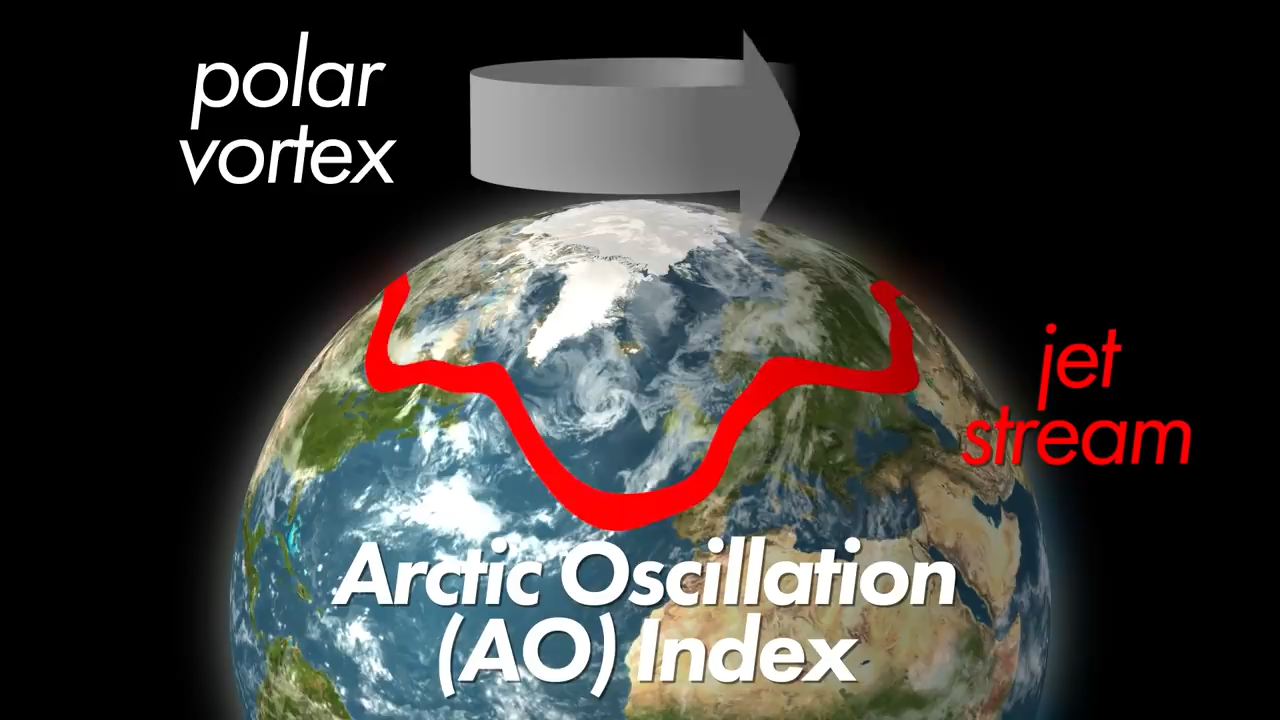 polar
vortex
jet
stream
Arctic Oscillation
(AO) Index